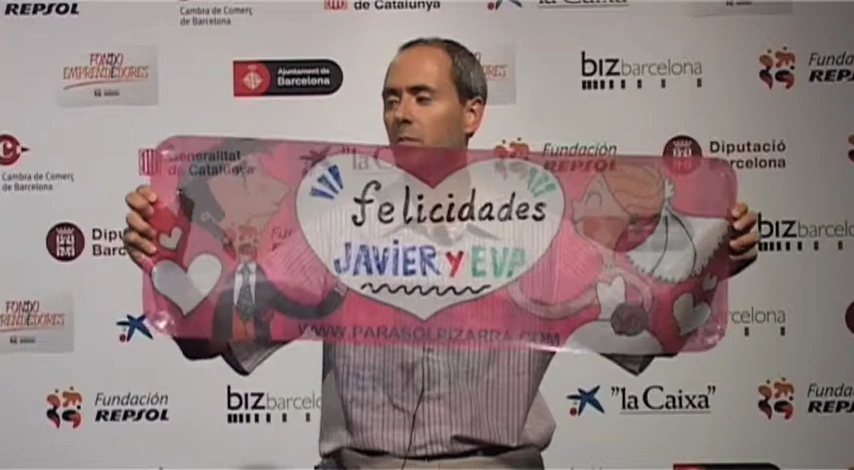 REPSOL
Cambra de Comerç
de Barcelona
de Catalunya
"la Caixa"
FONDO
EMPRENDEDORES
Ajuntament de
Barcelona
bizbarcelona
Fundación
REPSOL
Cambra de Comerç
de Barcelona
Generalitat
de Catalunya
"la
Fundación
REPSOL
Diputació
Barcelona
felicidades
JAVIER Y EVA
WWW.PARASOLPIZARRA.COM
bizbarcelona
FONDO
Fundación
REPSOL
bizbarcelo
"la Caixa"
Fundación
REPSOL